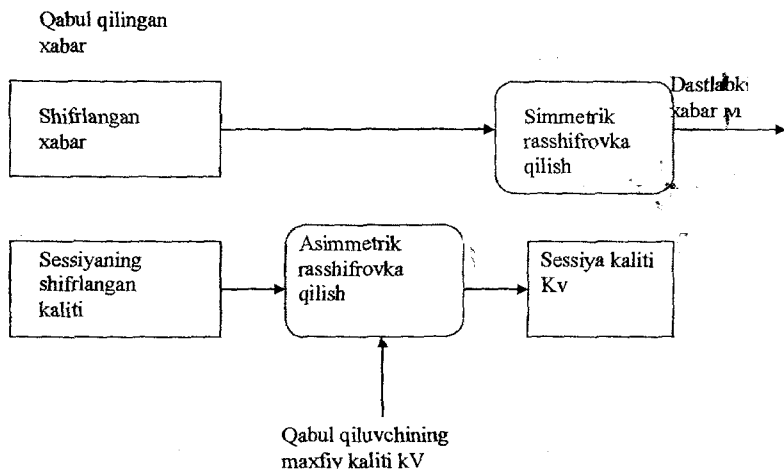 Qabul qilingan
xabar
Shifrlangan
xabar
Simmetrik
rasshifrovka
qilish
xabar
Sessiyaning
shifrlangan
kaliti
Asimmetrik
rasshifrovka
qilish
Sessiya kaliti
Kv
Qabul qiluvchining
maxfiy kaliti kV